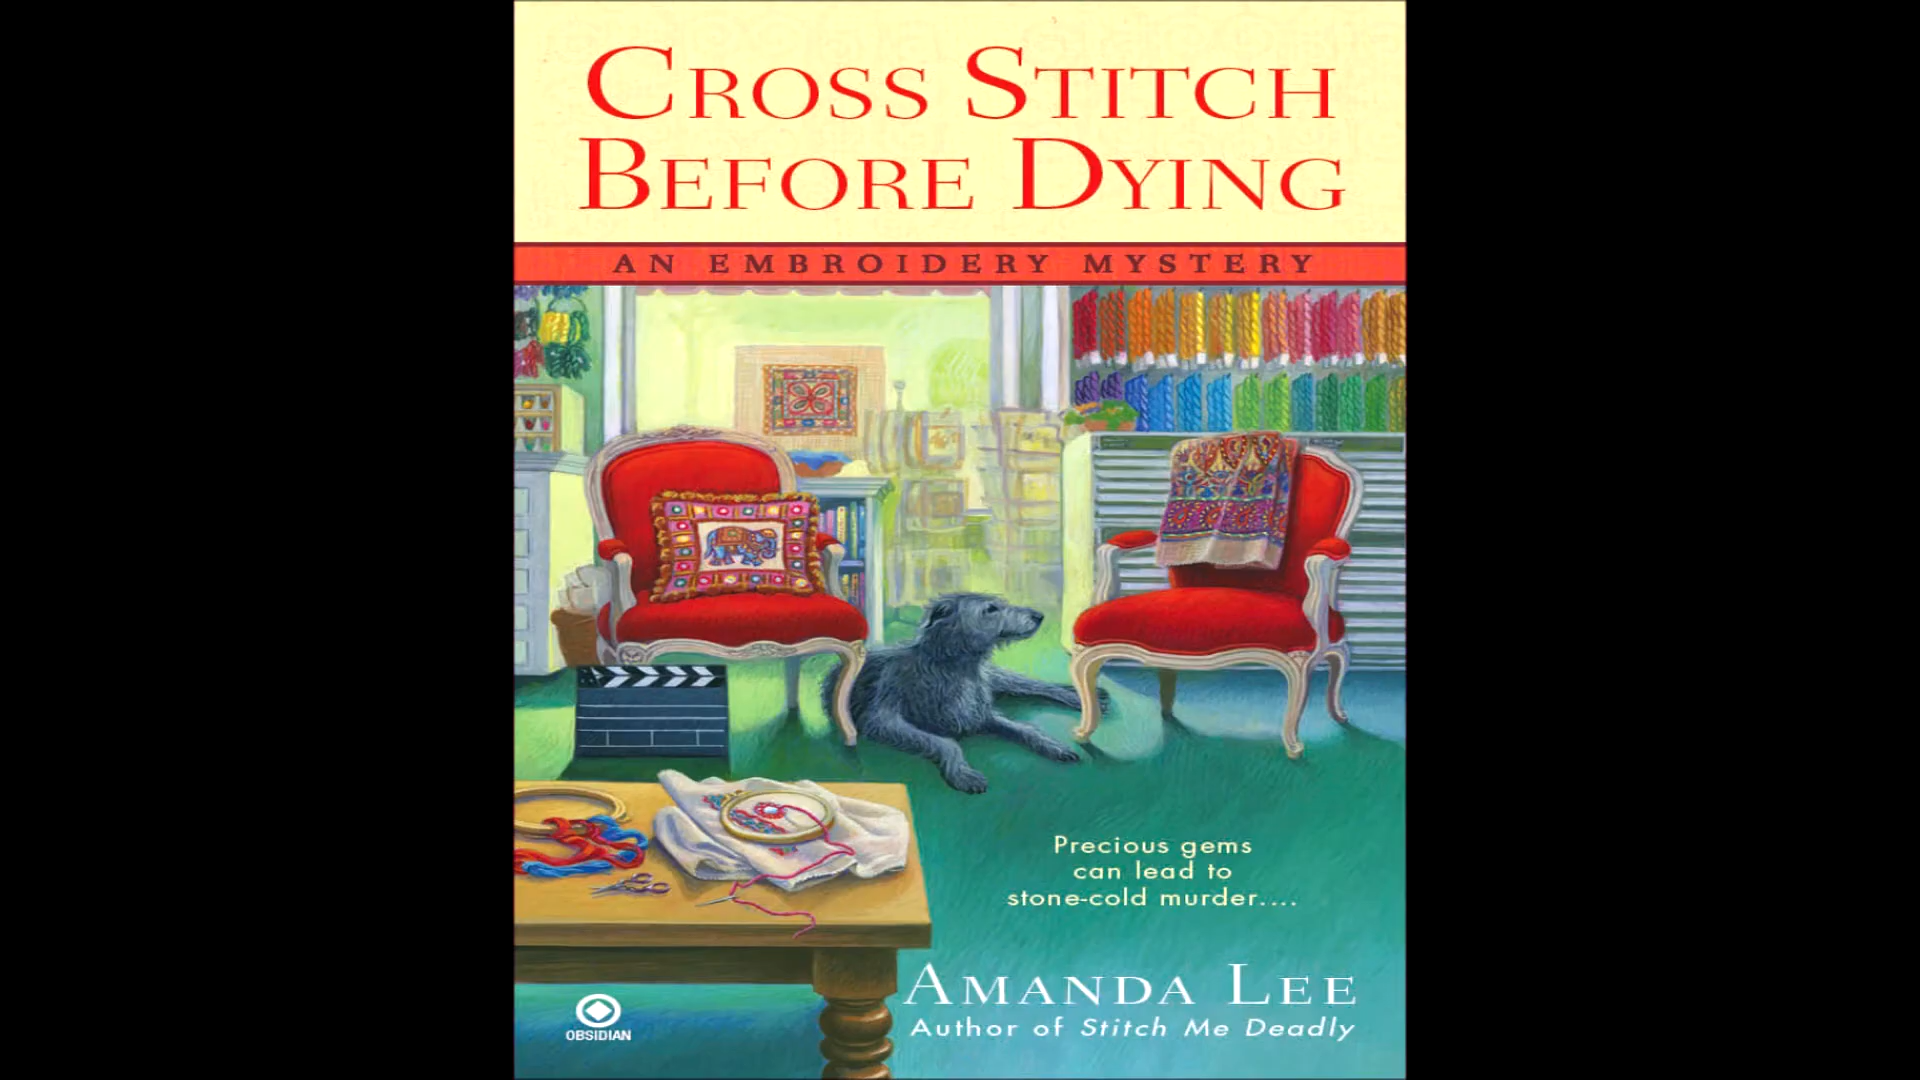 CROSS STITCH
BEFORE DYING
AN EMBROIDERY MYSTERY
Precious gems
can lead to
stone-cold murder....
AMANDA LEE
Author of Stitch Me Deadly
OBSIDIAN